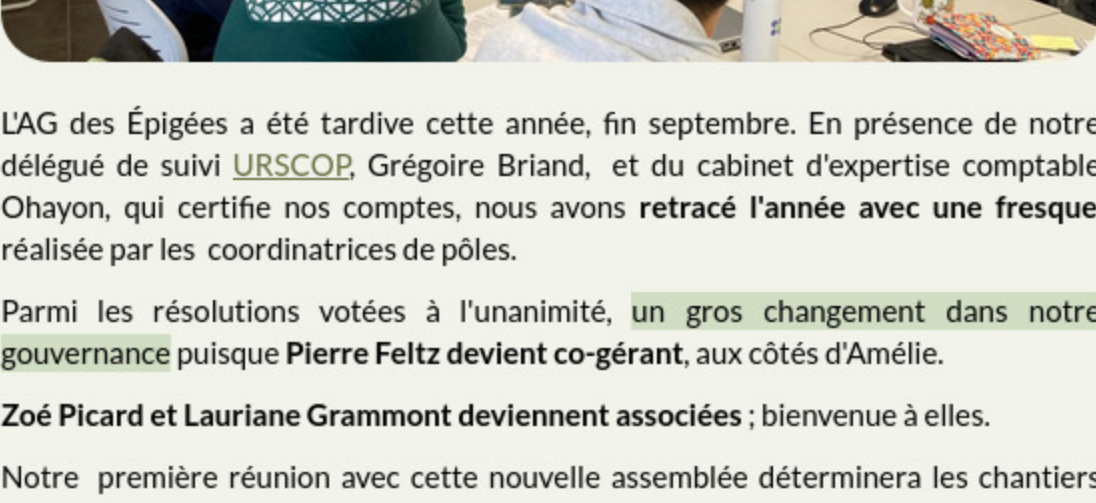 L'AG des Épigées a été tardive cette année, fin septembre. En présence de notre
délégué de suivi URSCOP, Grégoire Briand,  et du cabinet d'expertise comptable
Ohayon, qui certifie nos comptes, nous avons retracé l'année avec une fresque
réalisée par les  coordinatrices de pôles.
Parmi les résolutions votées à l'unanimité, un gros changement dans notre
gouvernance puisque Pierre Feltz devient co-gérant, aux côtés d'Amélie.
Zoé Picard et Lauriane Grammont deviennent associées ; bienvenue à elles.
Notre  première réunion avec cette nouvelle assemblée déterminera les chantiers